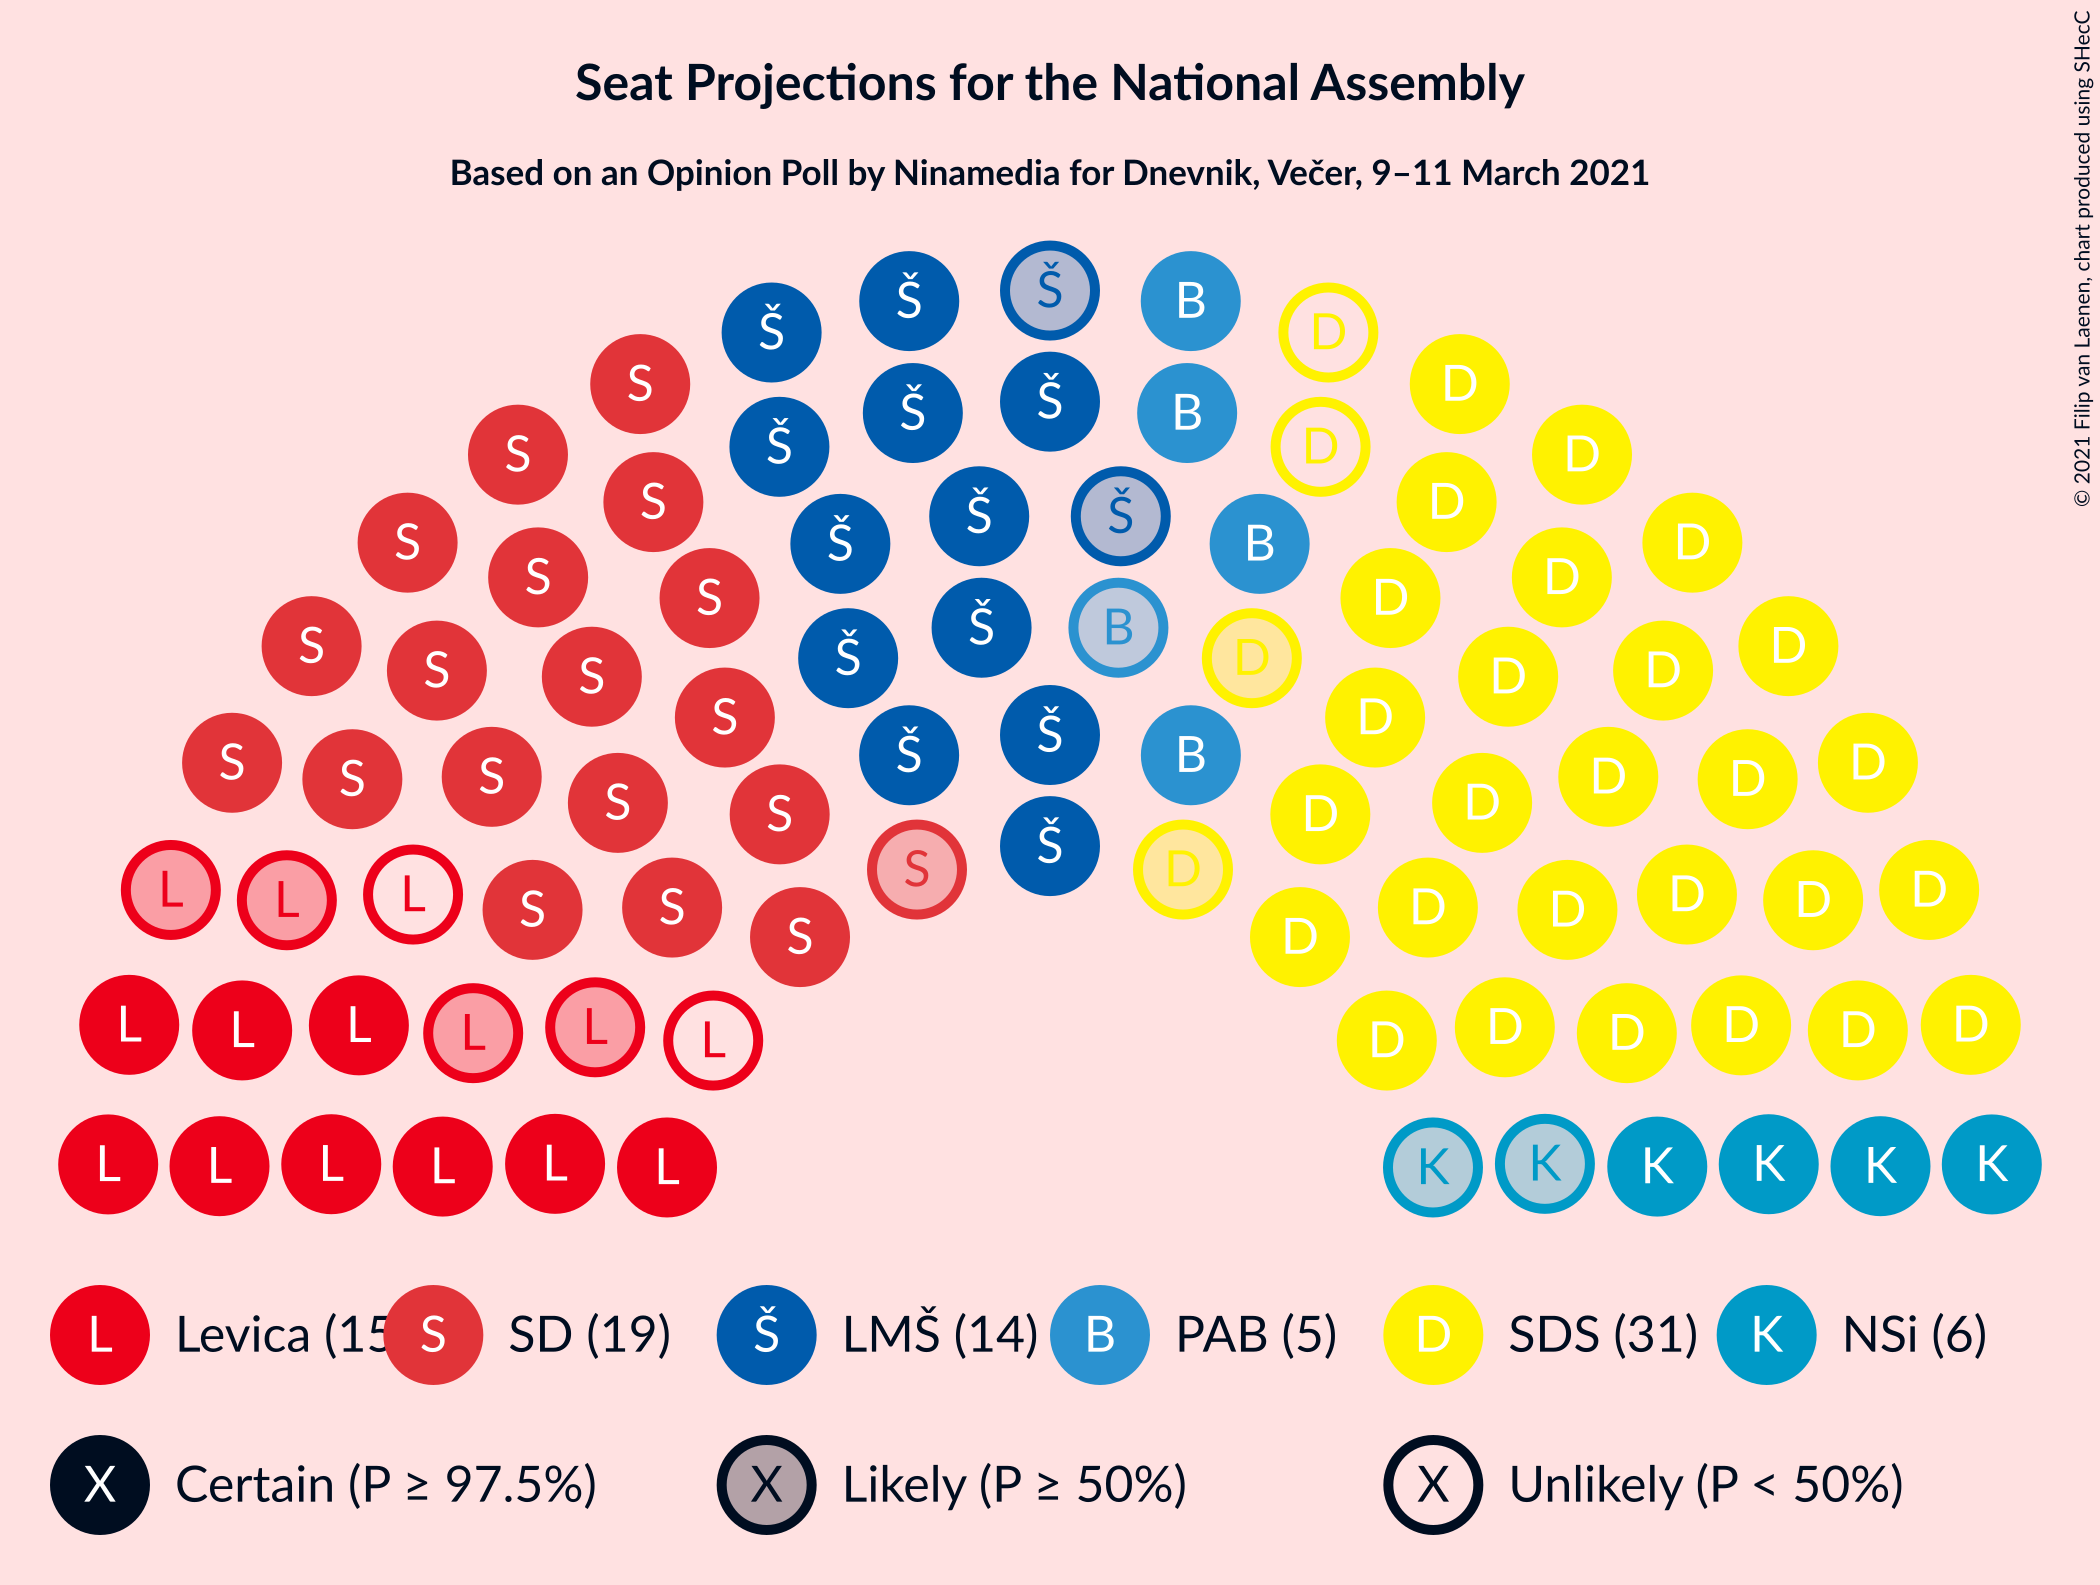 Seat Projections for the National Assembly
Based on an Opinion Poll by Ninamedia for Dnevnik, Večer, 9–11 March 2021
© 2021 Filip van Laenen, chart produced using SHecC
Š Š Š B D
S Š Š Š B D D
S S Š Š Š B D D
S S S Š Š B D D D D
S S S S Š Š B D D D D D
S S S S S S Š D D D D D D
L L L S S S D D D D D D
L L L L L L D D D D D D
L L L L L L K K K K K K
L Levica (15 S SD (19) Š LMŠ (14) B PAB (5) D SDS (31) K NSi (6)
X Certain (P ≥ 97.5%) X Likely (P ≥ 50%) X Unlikely (P < 50%)